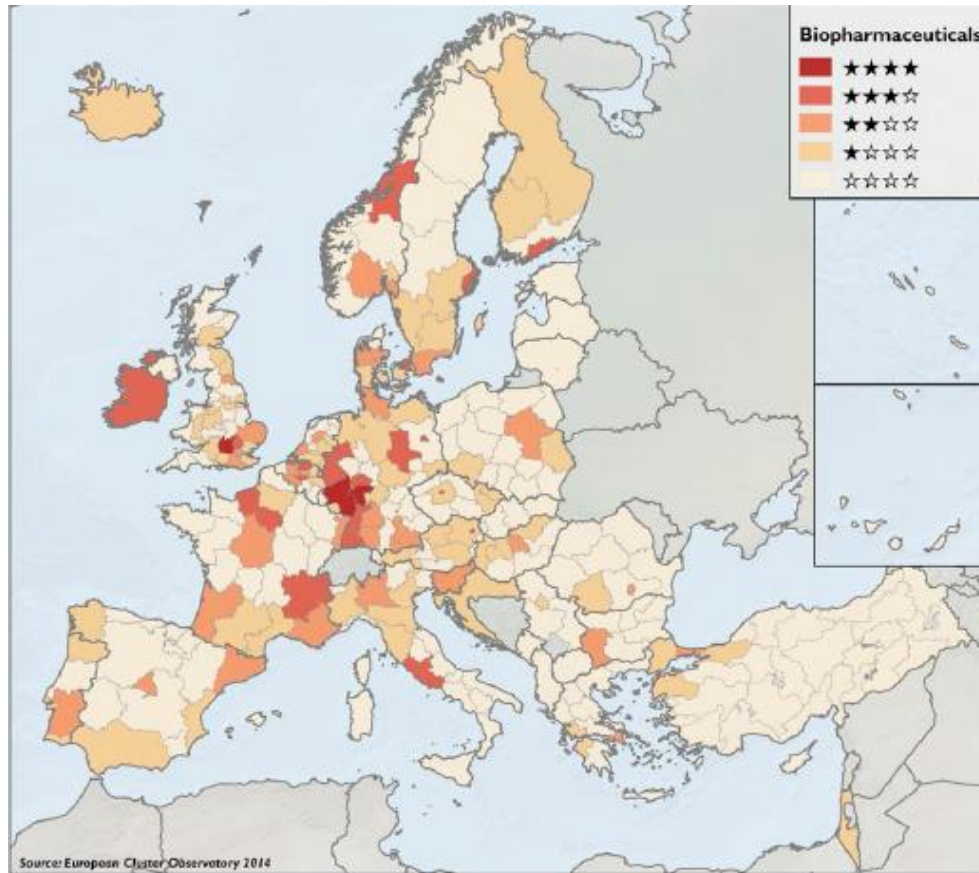 Biopharmaceuticals
★★★★
★★★☆
★★☆☆
★☆☆☆
☆☆☆☆
Source: European Cluster Observatory 2014